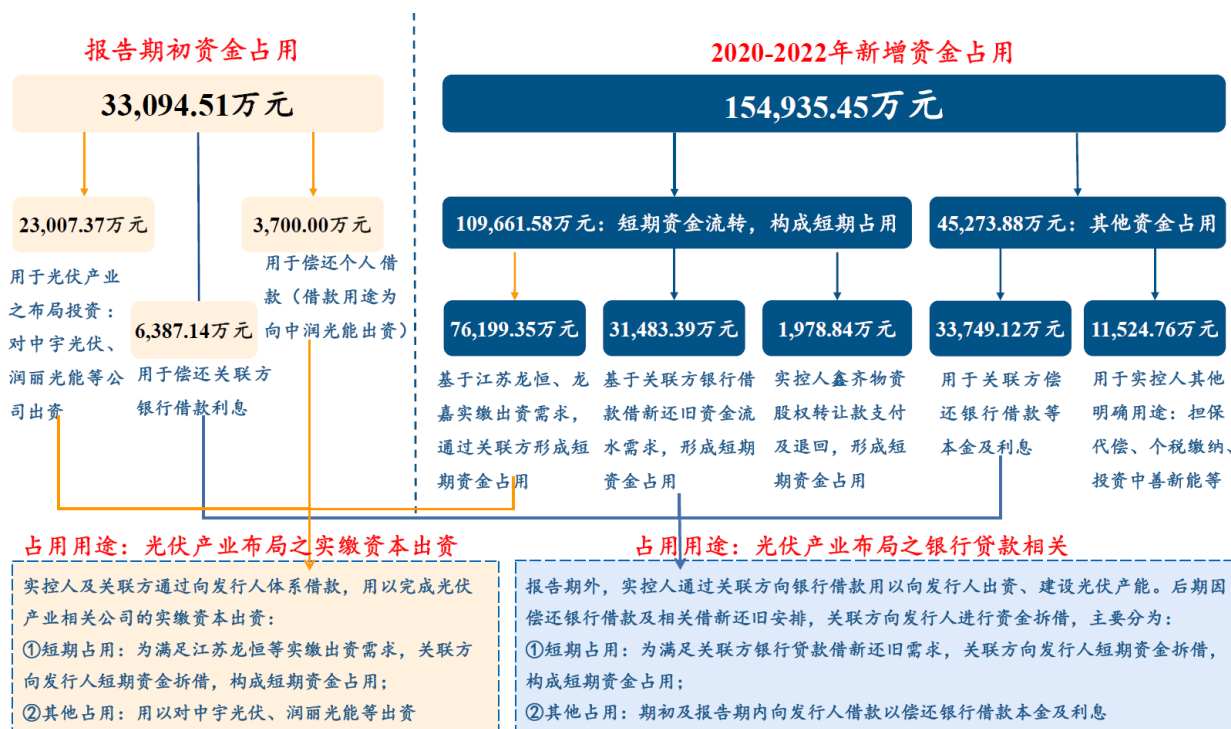 报告期初资金占用
33,094.51万元
23,007.37万元
用于光伏产业
之布局投资：
对中宇光伏、
润丽光能等公
司出资
6,387.14万元
用于偿还关联方
银行借款利息
3,700.00万元
用于偿还个人借
款（借款用途为
向中润光能出资）
2020-2022年新增资金占用
154,935.45万元
109,661.58万元：短期资金流转，构成短期占用
45,273.88万元：其他资金占用
76,199.35万元
基于江苏龙恒、龙
嘉实缴出资需求，
通过关联方形成短
期资金占用
31,483.39万元
基于关联方银行借
款借新还旧资金流
水需求，形成短期
资金占用
1,978.84万元
实控人鑫齐物资
股权转让款支付
及退回，形成短
期资金占用
33,749.12万元
用于关联方偿
还银行借款等
本金及利息
11,524.76万元
用于实控人其他
明确用途：担保
代偿、个税缴纳、
投资中善新能等
占用用途：光伏产业布局之实缴资本出资
实控人及关联方通过向发行人体系借款，用以完成光伏
产业相关公司的实缴资本出资：
①短期占用：为满足江苏龙恒等实缴出资需求，关联方
向发行人短期资金拆借，构成短期资金占用；
②其他占用：用以对中宇光伏、润丽光能等出资
占用用途：光伏产业布局之银行贷款相关
报告期外，实控人通过关联方向银行借款用以向发行人出资、建设光伏产能。后期因
偿还银行借款及相关借新还旧安排，关联方向发行人进行资金拆借，主要分为：
①短期占用：为满足关联方银行贷款借新还旧需求，关联方向发行人短期资金拆借，
构成短期资金占用；
②其他占用：期初及报告期内向发行人借款以偿还银行借款本金及利息